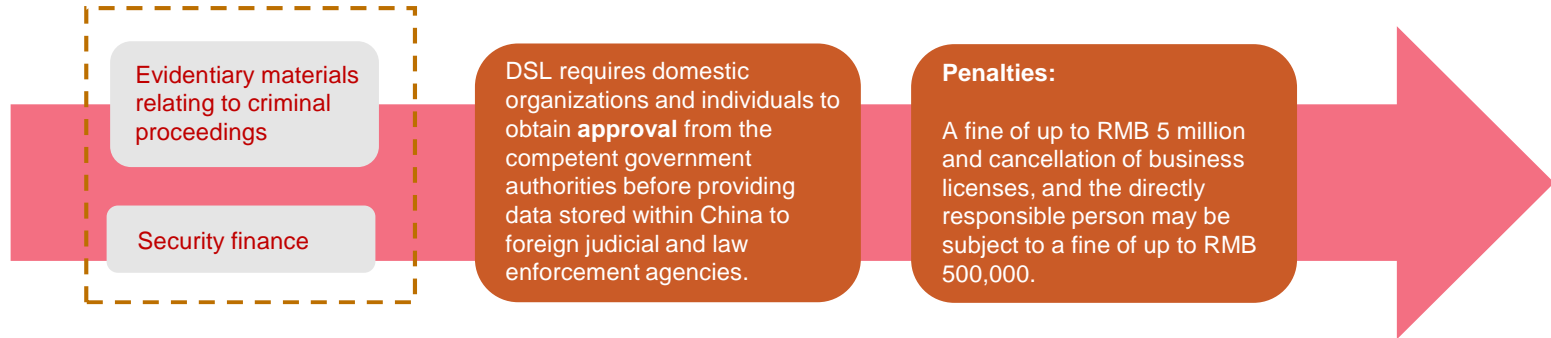 Evidentiary materials
relating to criminal
proceedings
Security finance
DSL requires domestic
organizations and individuals to
obtain approval from the
competent government
authorities before providing
data stored within China to
foreign judicial and law
enforcement agencies.
Penalties:
A fine of up to RMB 5 million
and cancellation of business
licenses, and the directly
responsible person may be
subject to a fine of up to RMB
500,000.